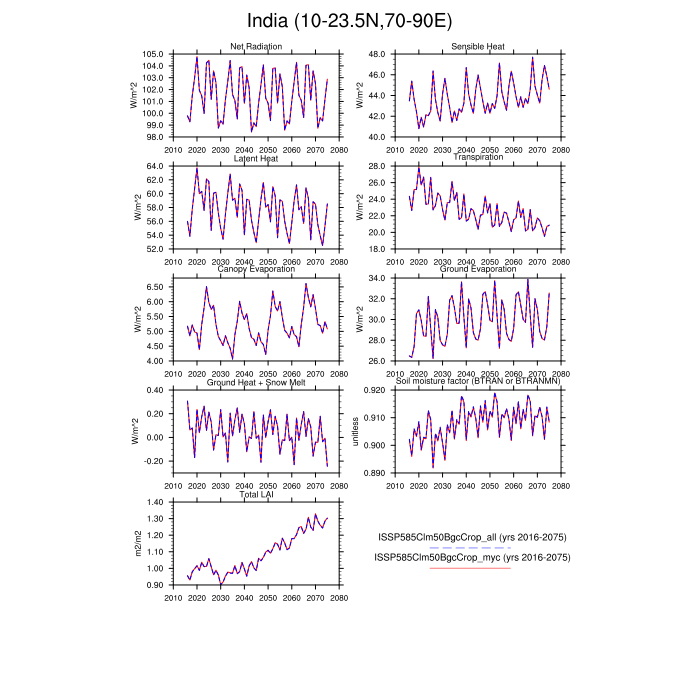 India (10-23.5N,70-90E)
Net Radiation
105.0
104.0
103.0
102.0
101.0
100.0
99.0
98.0
W/m^2
2010 2020 2030 2040 2050 2060 2070 2080
Sensible Heat
48.0
46.0
44.0
42.0
40.0
W/m^2
2010 2020 2030 2040 2050 2060 2070 2080
Latent Heat
64.0
62.0
60.0
58.0
56.0
54.0
52.0
W/m^2
2010 2020 2030 2040 2050 2060 2070 2080
Transpiration
28.0
26.0
24.0
22.0
20.0
18.0
W/m^2
2010 2020 2030 2040 2050 2060 2070 2080
Canopy Evaporation
6.50
6.00
5.50
5.00
4.50
4.00
W/m^2
2010 2020 2030 2040 2050 2060 2070 2080
Ground Evaporation
34.0
32.0
30.0
28.0
26.0
W/m^2
2010 2020 2030 2040 2050 2060 2070 2080
Ground Heat + Snow Melt
0.40
0.20
0.00
-0.20
W/m^2
2010 2020 2030 2040 2050 2060 2070 2080
Soil moisture factor (BTRAN or BTRANMN)
0.920
0.910
0.900
0.890
unitless
2010 2020 2030 2040 2050 2060 2070 2080
Total LAI
1.40
1.30
1.20
1.10
1.00
0.90
m2/m2
2010 2020 2030 2040 2050 2060 2070 2080
ISSP585Clm50BgcCrop_all (yrs 2016-2075)
ISSP585Clm50BgcCrop_myc (yrs 2016-2075)